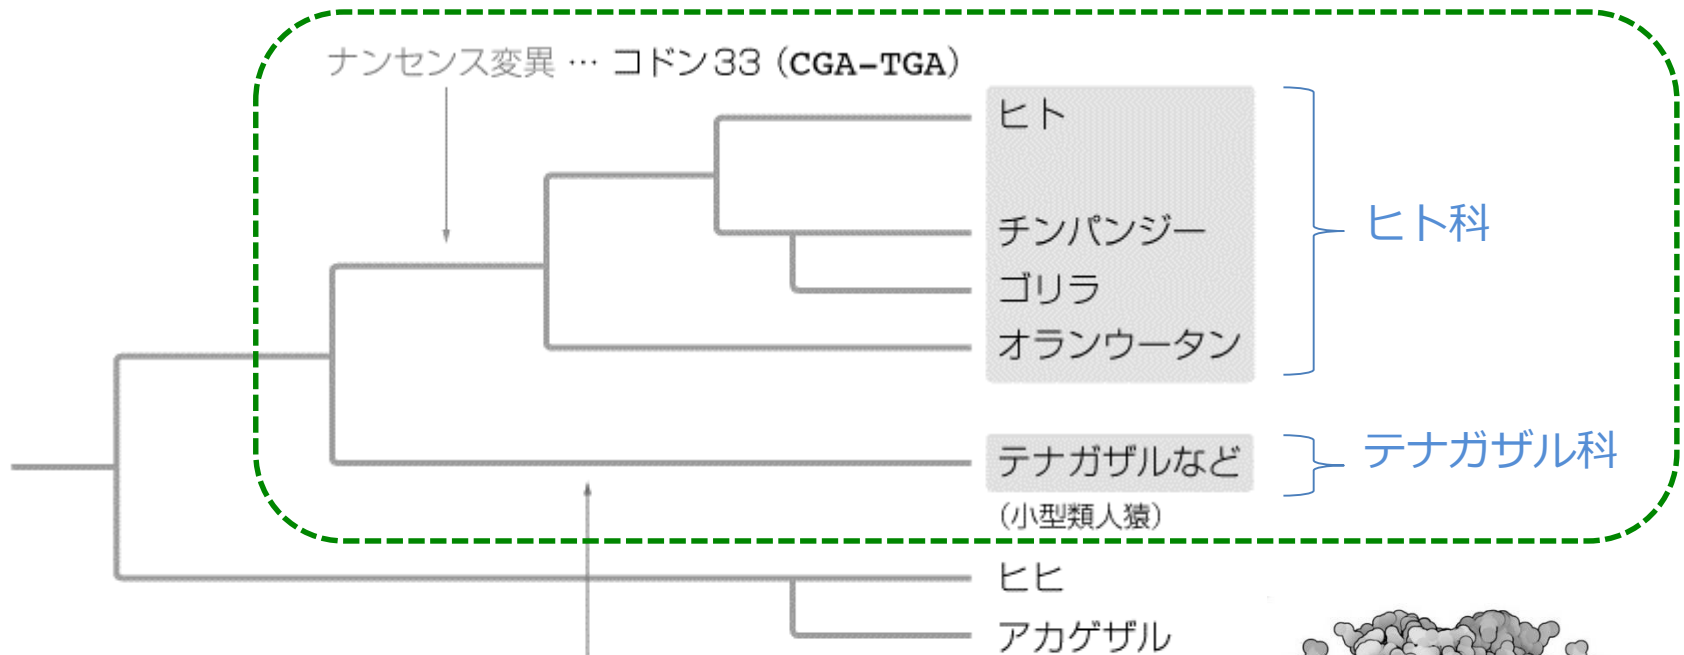 ナンセンス変異 … コドン33（CGA-TGA）
ヒト
チンパンジー
ゴリラ
オランウータン
ヒト科
テナガザルなど
（小型類人猿）
テナガザル科
ヒヒ
アカゲザル